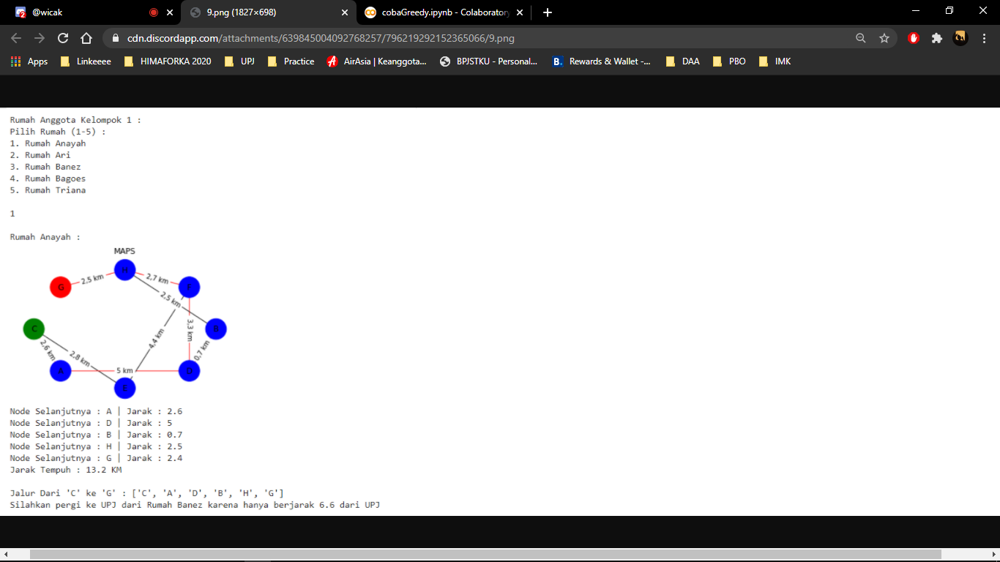 @wicak
9.png (1827×698)
cobaGreedy.ipynb - Colaboratory
cdn.discordapp.com/attachments/639845004092768257/796219292152365066/9.png
Apps
Linkeeee
HIMAFORKA 2020
UPJ
Practice
AirAsia | Keanggota...
BPJSTKU - Personal...
B.
Rewards & Wallet -...
DAA
PBO
IMK
Rumah Anggota Kelompok 1 :
Pilih Rumah (1-5) :
1. Rumah Anayah
2. Rumah Ari
3. Rumah Banez
4. Rumah Bagoes
5. Rumah Triana
1
Rumah Anayah :
MAPS
H
2,5 km
2,7 km
G
F
2,5 km
C
3,3 km
B
4,4 km
2,6 km
2,8 km
0,7 km
A
5 km
D
E
Node Selanjutnya : A | Jarak : 2.6
Node Selanjutnya : D | Jarak : 5
Node Selanjutnya : B | Jarak : 0.7
Node Selanjutnya : H | Jarak : 2.5
Node Selanjutnya : G | Jarak : 2.4
Jarak Tempuh : 13.2 KM
Jalur Dari 'C' ke 'G' : ['C', 'A', 'D', 'B', 'H', 'G']
Silahkan pergi ke UPJ dari Rumah Banez karena hanya berjarak 6.6 dari UPJ